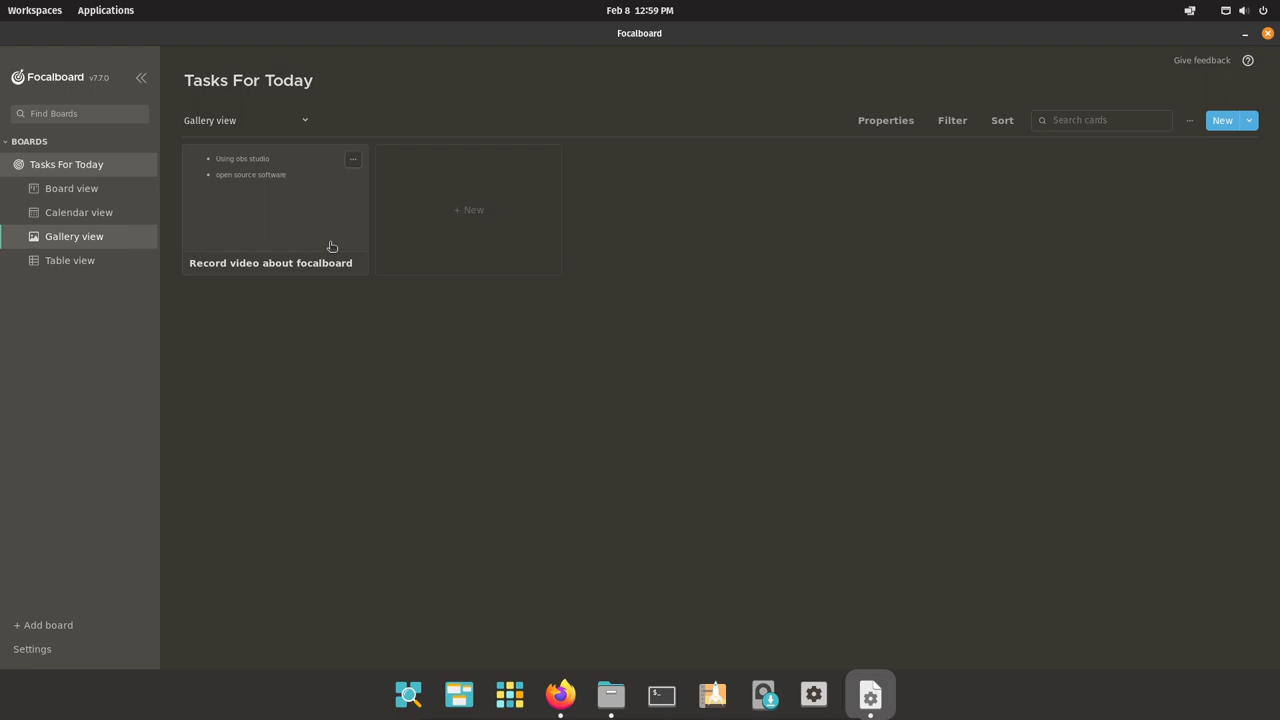 Workspaces Applications Feb 8 12:59 PM
Focalboard
Focalboard v7.7.0
Give feedback
Tasks For Today
Find Boards
Gallery view Properties Filter Sort Search cards New
BOARDS
Tasks For Today
Board view
Calendar view
Gallery view
Table view
Using obs studio
open source software
Record video about focalboard
+ New
+ Add board
Settings